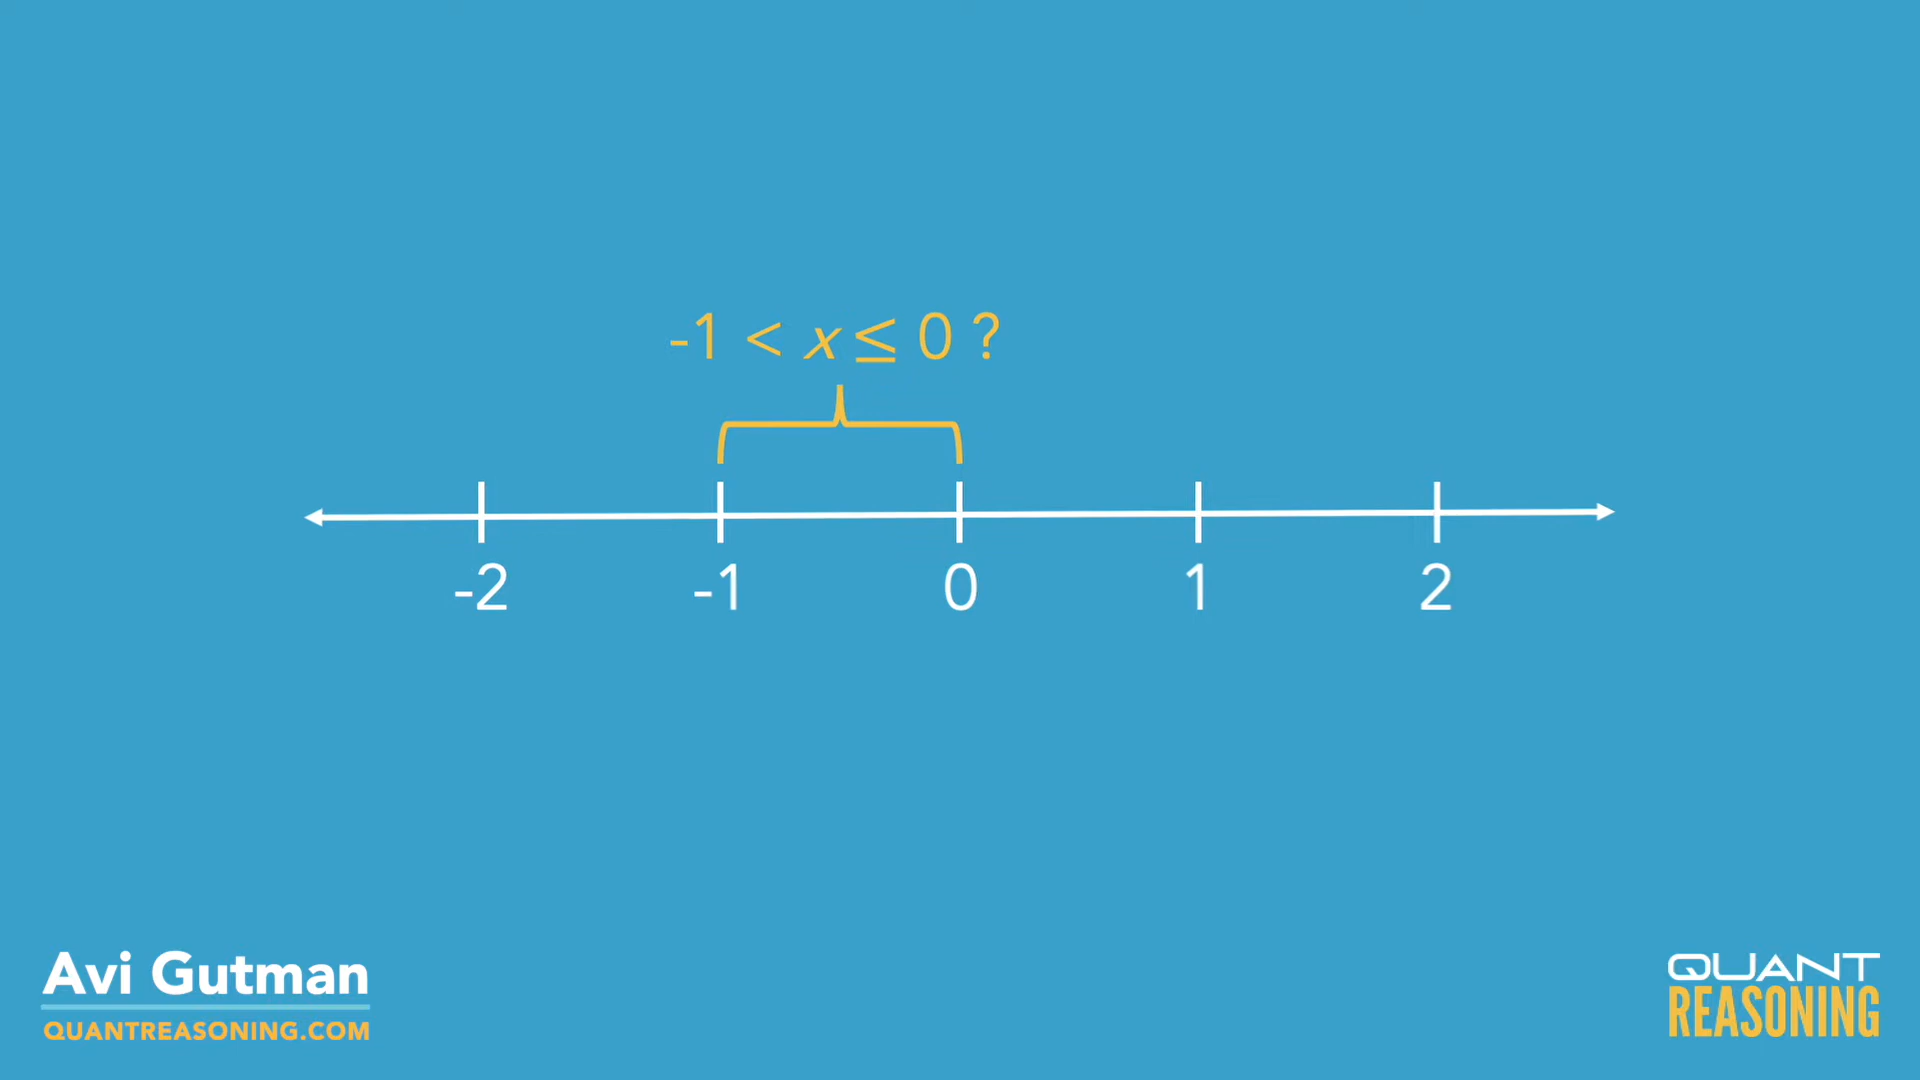 -1 < x ≤ 0 ?
-2 -1 0 1 2
Avi Gutman
QUANTREASONING.COM
QUANT
REASONING